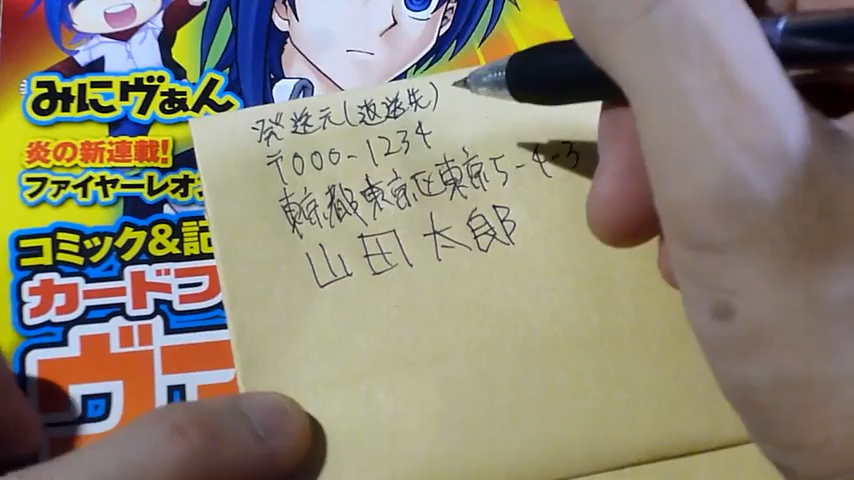 みにヴぁん
炎の新連載!
ファイヤーレオ
コミック&記
カードフ
ヴ
発送元(返送先)
〒000-1234
東京都東京区東京5-4-3
山田太郎